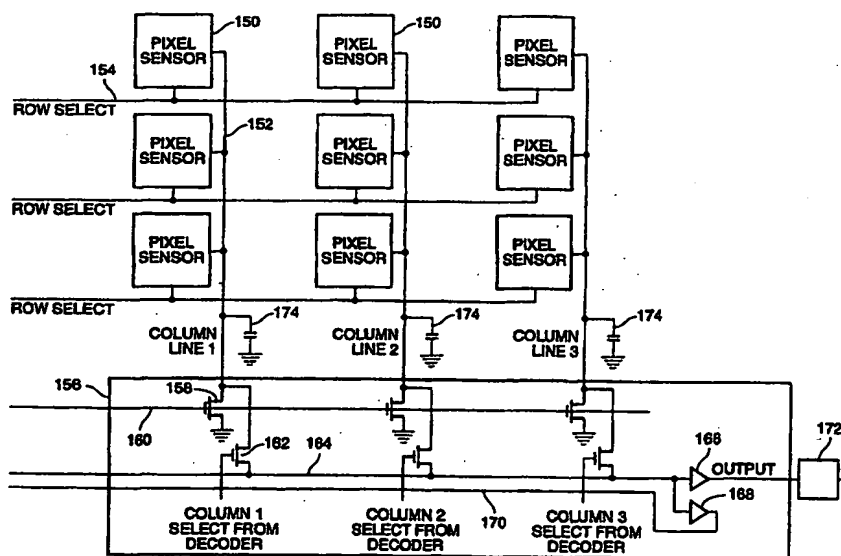 150
150
PIXEL SENSOR
PIXEL SENSOR
PIXEL SENSOR
154
ROW SELECT
152
PIXEL SENSOR
PIXEL SENSOR
PIXEL SENSOR
ROW SELECT
PIXEL SENSOR
PIXEL SENSOR
PIXEL SENSOR
ROW SELECT
174
174
174
COLUMN LINE 1
COLUMN LINE 2
COLUMN LINE 3
156
158
160
162
164
168
OUTPUT
172
168
170
COLUMN 1 SELECT FROM DECODER
COLUMN 2 SELECT FROM DECODER
COLUMN 3 SELECT FROM DECODER